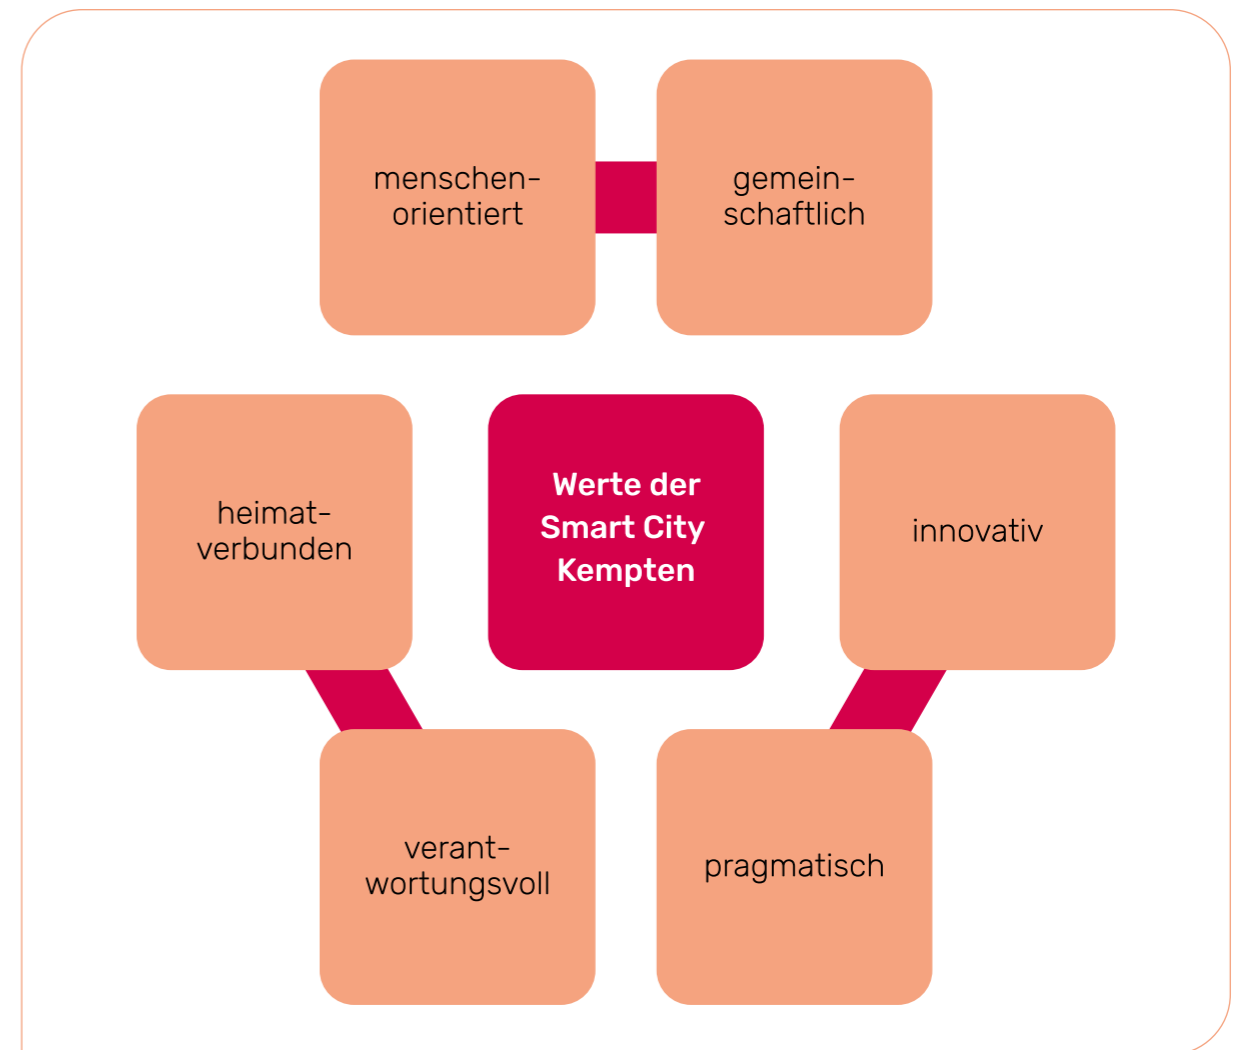 menschen-
orientiert
gemein-
schaftlich
heimat-
verbunden
Werte der
Smart City
Kempten
innovativ
verant-
wortungsvoll
pragmatisch